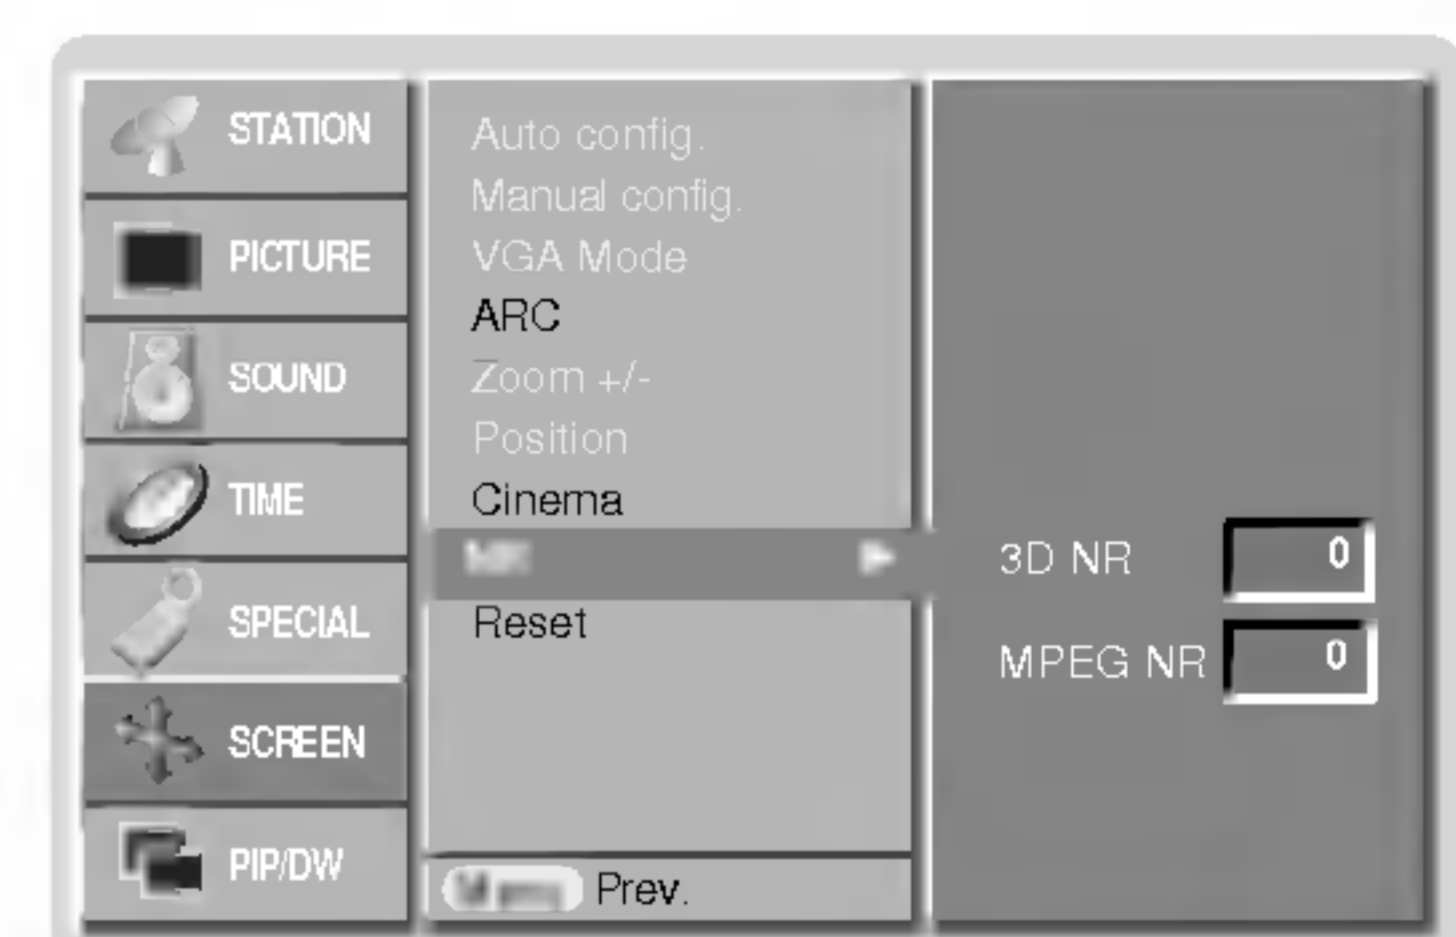 STATION
PICTURE
SOUND
TIME
SPECIAL
SCREEN
PIP/DW
Auto config.
Manual config.
VGA Mode
ARC
Zoom +/-
Position
Cinema
Reset
Prev.
3D NR 0
MPEG NR 0